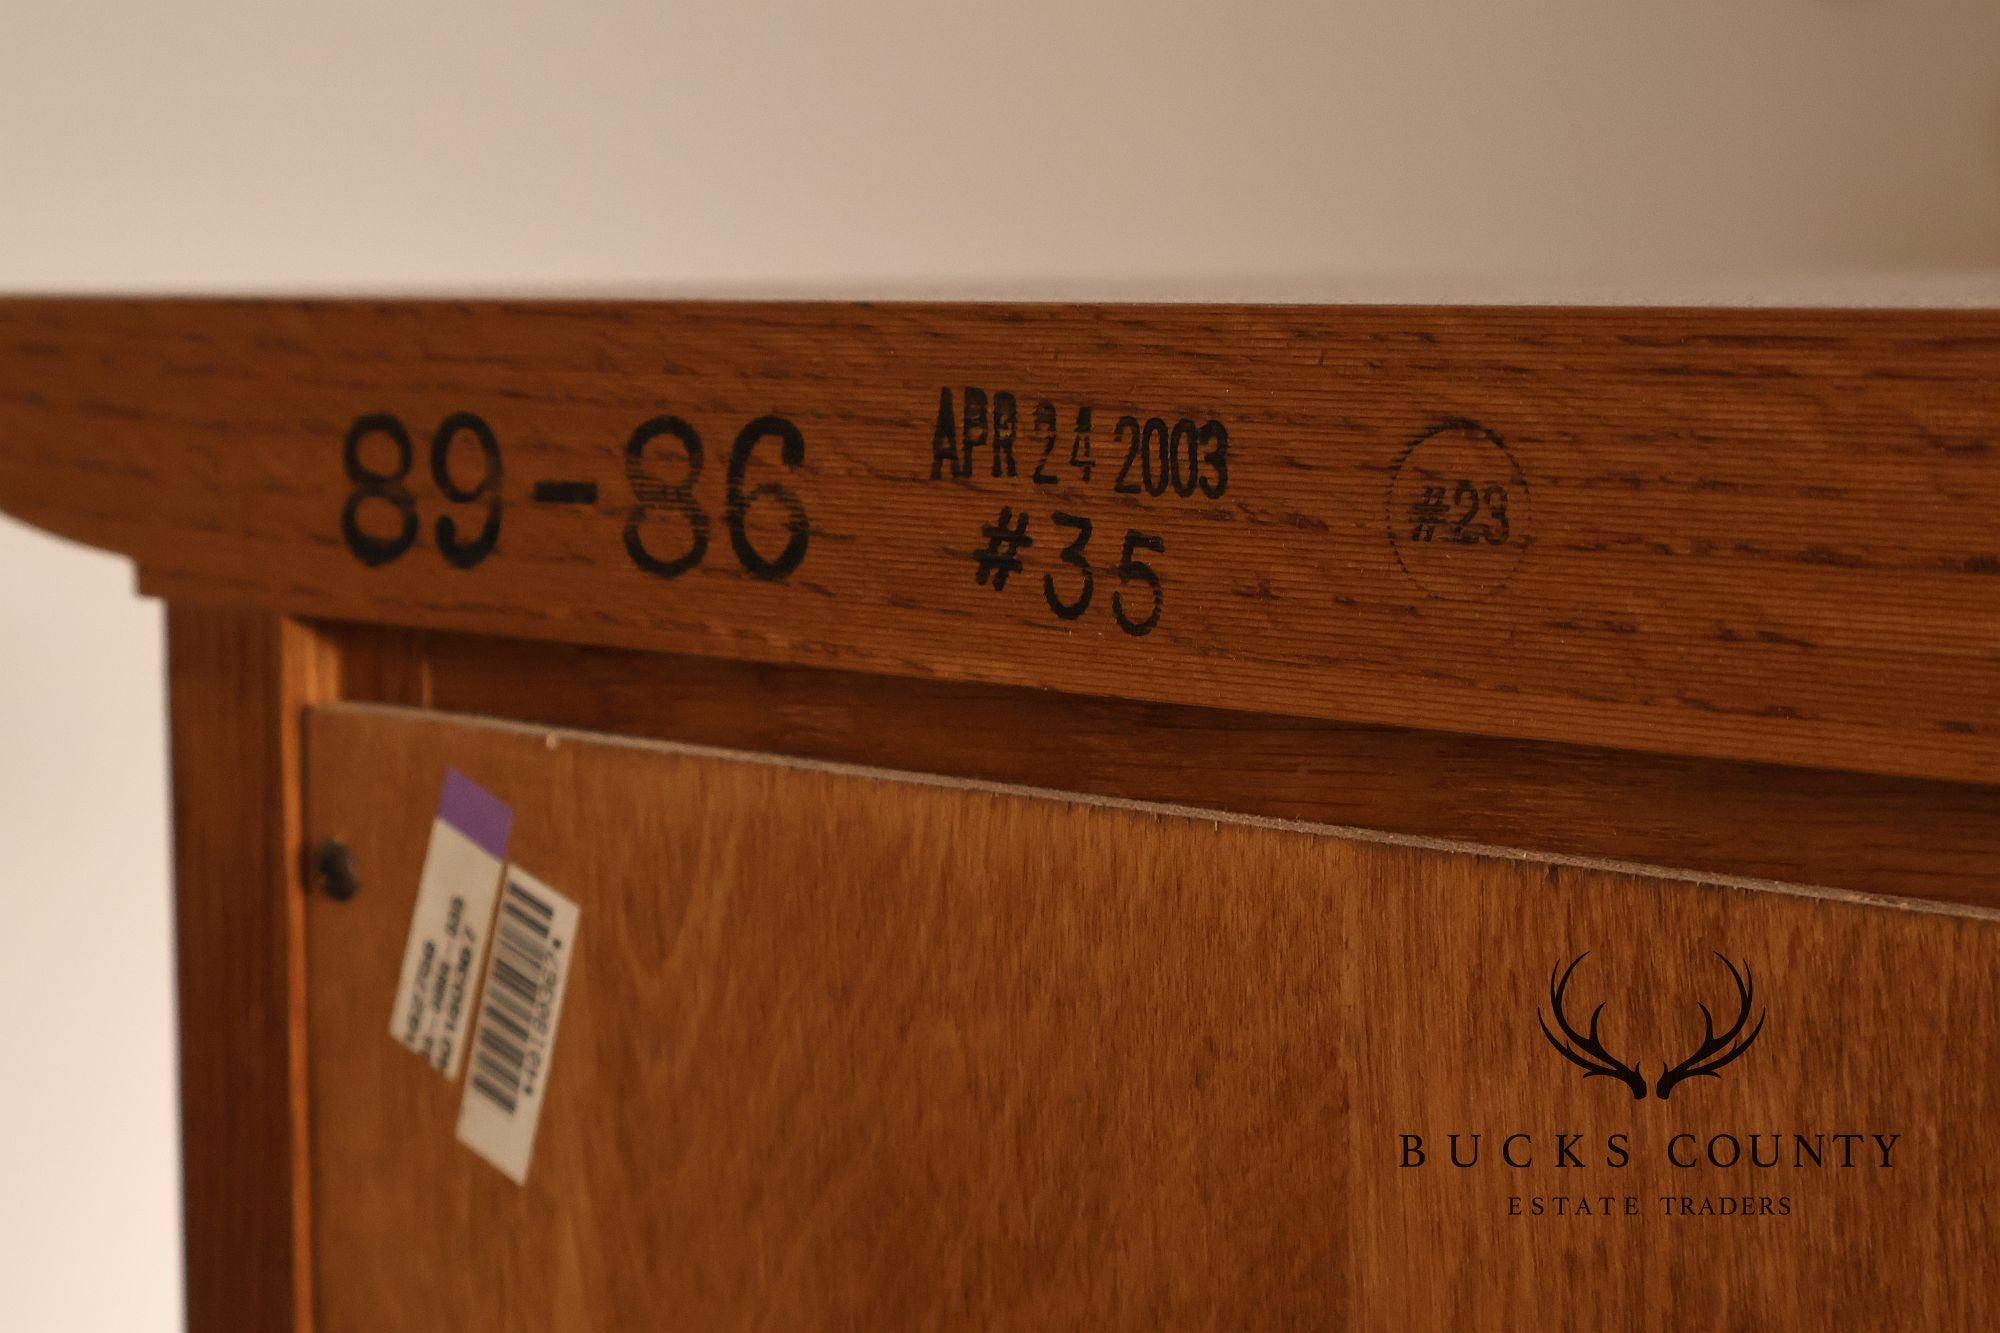 89-86
APR 24 2003
#35
#23
BUCKS COUNTY
ESTATE TRADERS